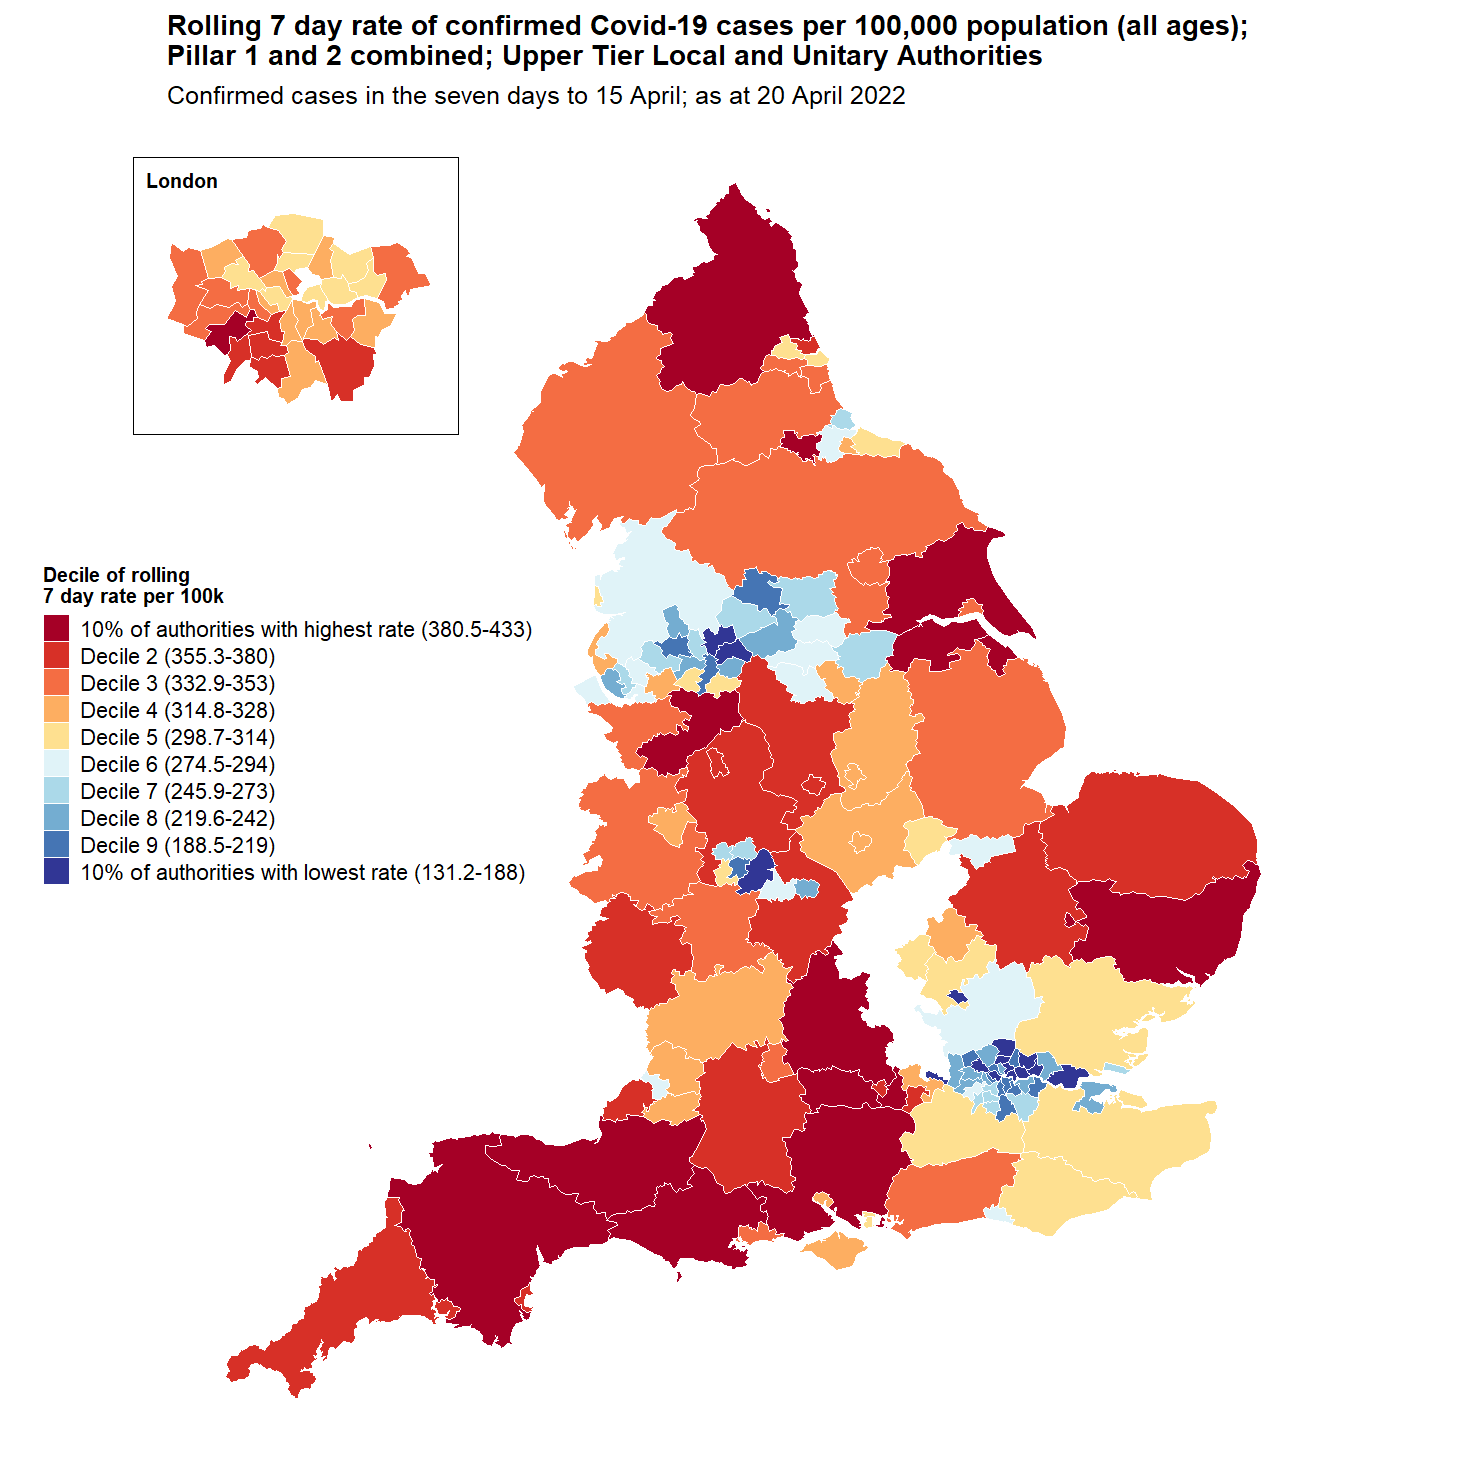 Rolling 7 day rate of confirmed Covid-19 cases per 100,000 population (all ages);
Pillar 1 and 2 combined; Upper Tier Local and Unitary Authorities
Confirmed cases in the seven days to 15 April; as at 20 April 2022
London
Decile of rolling
7 day rate per 100k
10% of authorities with highest rate (380.5-433)
Decile 2 (355.3-380)
Decile 3 (332.9-353)
Decile 4 (314.8-328)
Decile 5 (298.7-314)
Decile 6 (274.5-294)
Decile 7 (245.9-273)
Decile 8 (219.6-242)
Decile 9 (188.5-219)
10% of authorities with lowest rate (131.2-188)